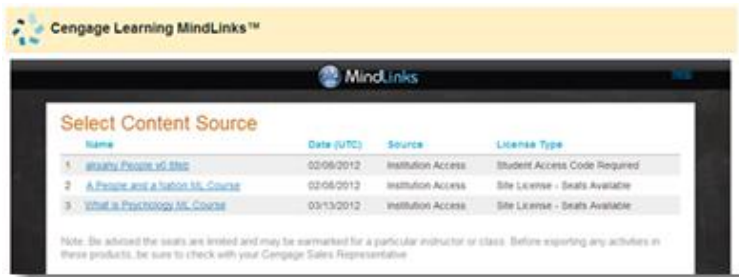 Cengage Learning MindLinks™
MindLinks
Select Content Source
Name Date (UTC) Source License Type
1 People v6 02/06/2012 Institution Access Student Access Code Required
2 A People and a Nation ML Course 02/06/2012 Institution Access Site License - Seats Available
3 What is Psychology ML Course 03/13/2012 Institution Access Site License - Seats Available
Note: Be advised the seats are limited and may be earmarked for a particular instructor or class. Before exporting any activities in
these products, be sure to check with your Cengage Sales Representative